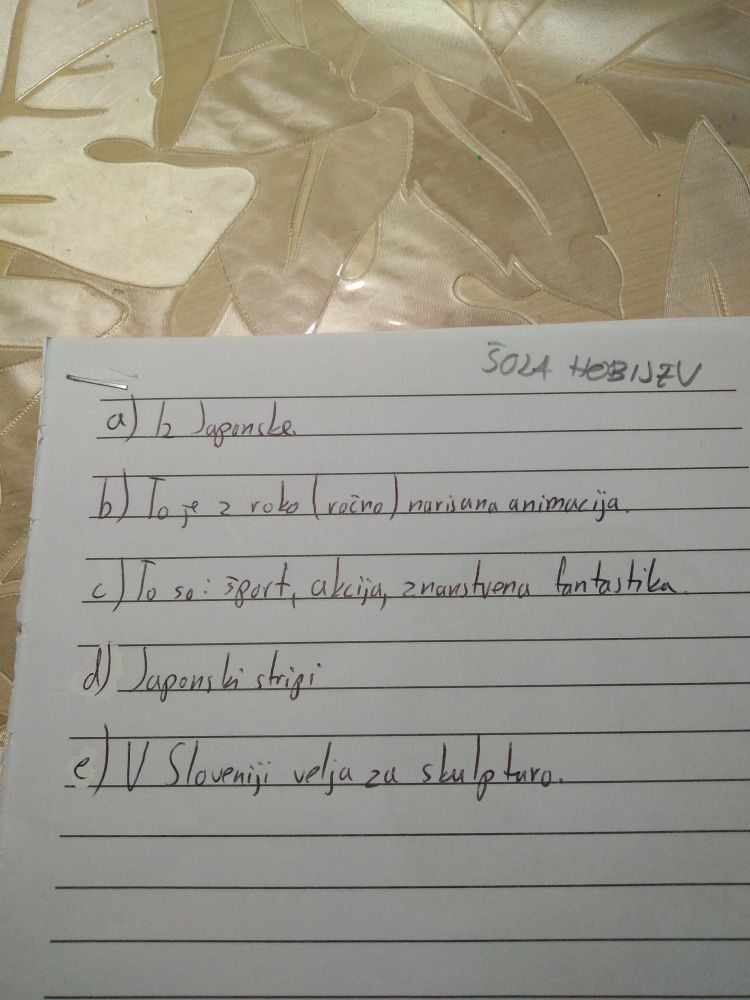 ŠOLA HOBIJEV
a) Iz Japonske.
b) To je z roko (ročno) narisana animacija.
c) To so: šport, akcija, znanstvena fantastika.
d) Japonski stripi
e) V Sloveniji velja za skulpturo.